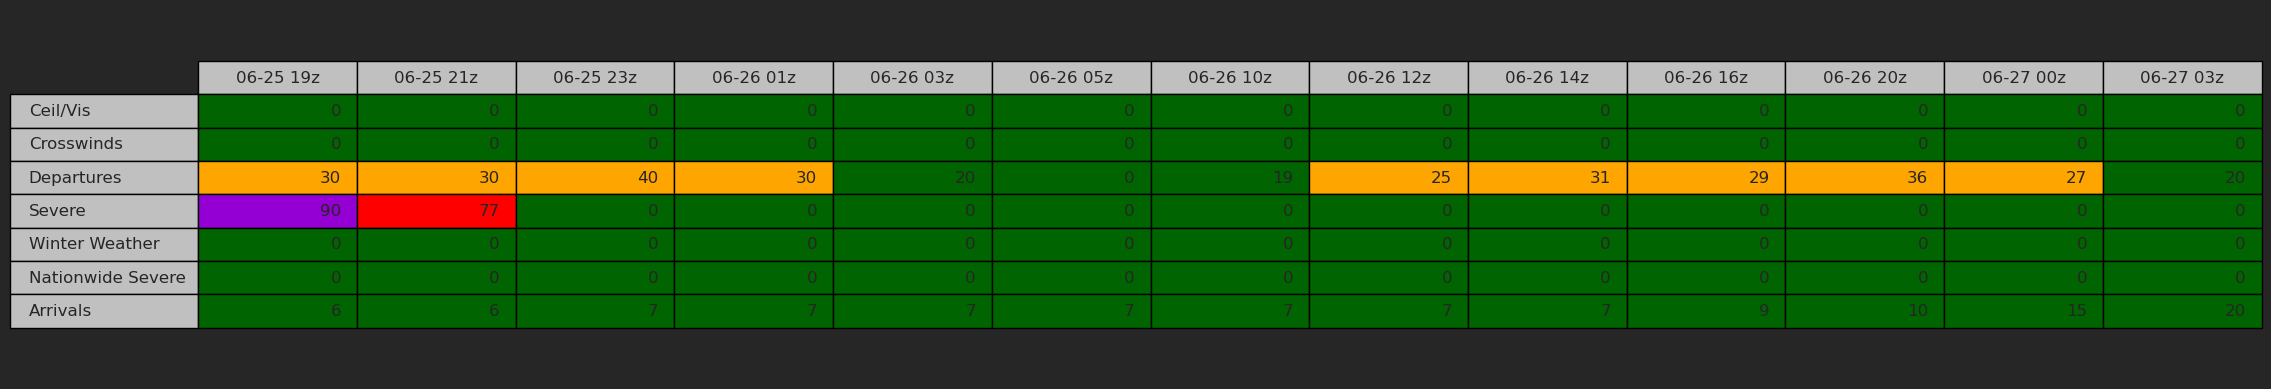 06-25 19z 06-25 21z 06-25 23z 06-26 01z 06-26 03z 06-26 05z 06-26 10z 06-26 12z 06-26 14z 06-26 16z 06-26 20z 06-27 00z 06-27 03z
Ceil/Vis 0 0 0 0 0 0 0 0 0 0 0 0 0
Crosswinds 0 0 0 0 0 0 0 0 0 0 0 0 0
Departures 30 30 40 30 20 0 19 25 31 29 36 27 20
Severe 90 77 0 0 0 0 0 0 0 0 0 0 0
Winter Weather 0 0 0 0 0 0 0 0 0 0 0 0 0
Nationwide Severe 0 0 0 0 0 0 0 0 0 0 0 0 0
Arrivals 6 6 7 7 7 7 7 7 7 9 10 15 20